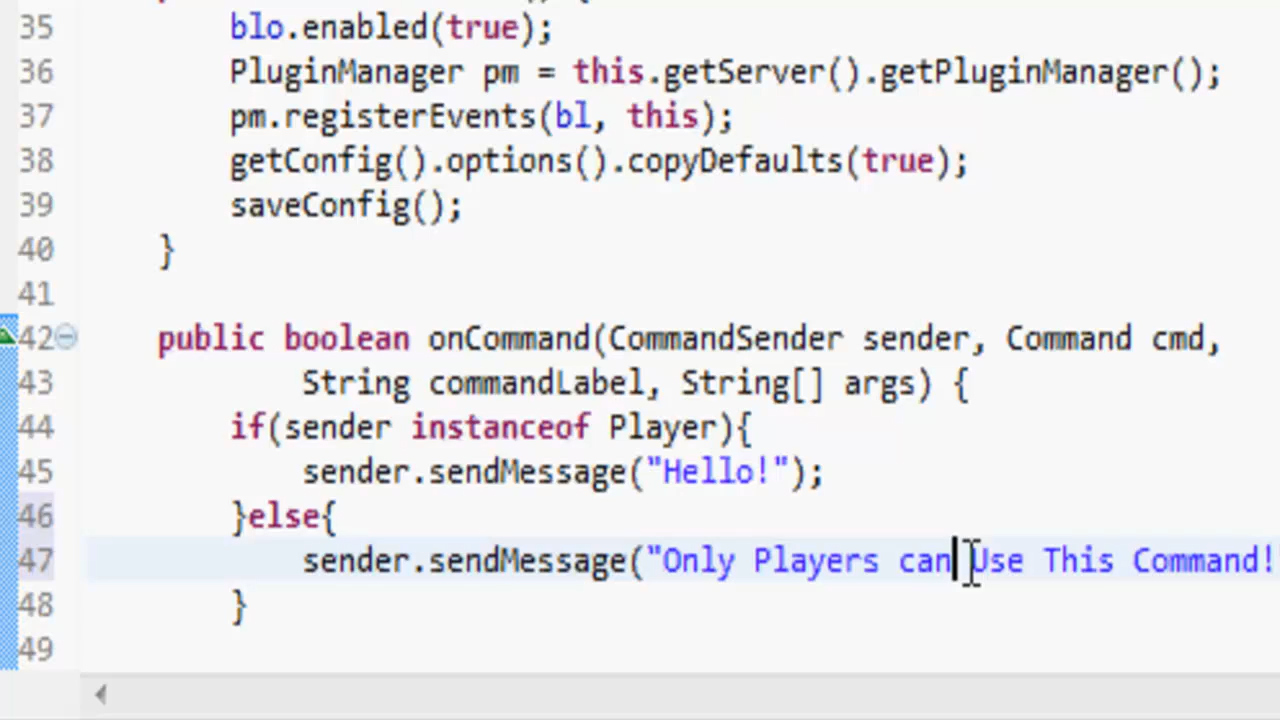 35 blo.enabled(true);
36 PluginManager pm = this.getServer().getPluginManager();
37 pm.registerEvents(bl, this);
38 getConfig().options().copyDefaults(true);
39 saveConfig();
40 }
41
42 public boolean onCommand(CommandSender sender, Command cmd,
43 String commandLabel, String[] args) {
44 if(sender instanceof Player){
45 sender.sendMessage("Hello!");
46 }else{
47 sender.sendMessage("Only Players can Use This Command!
48 }
49